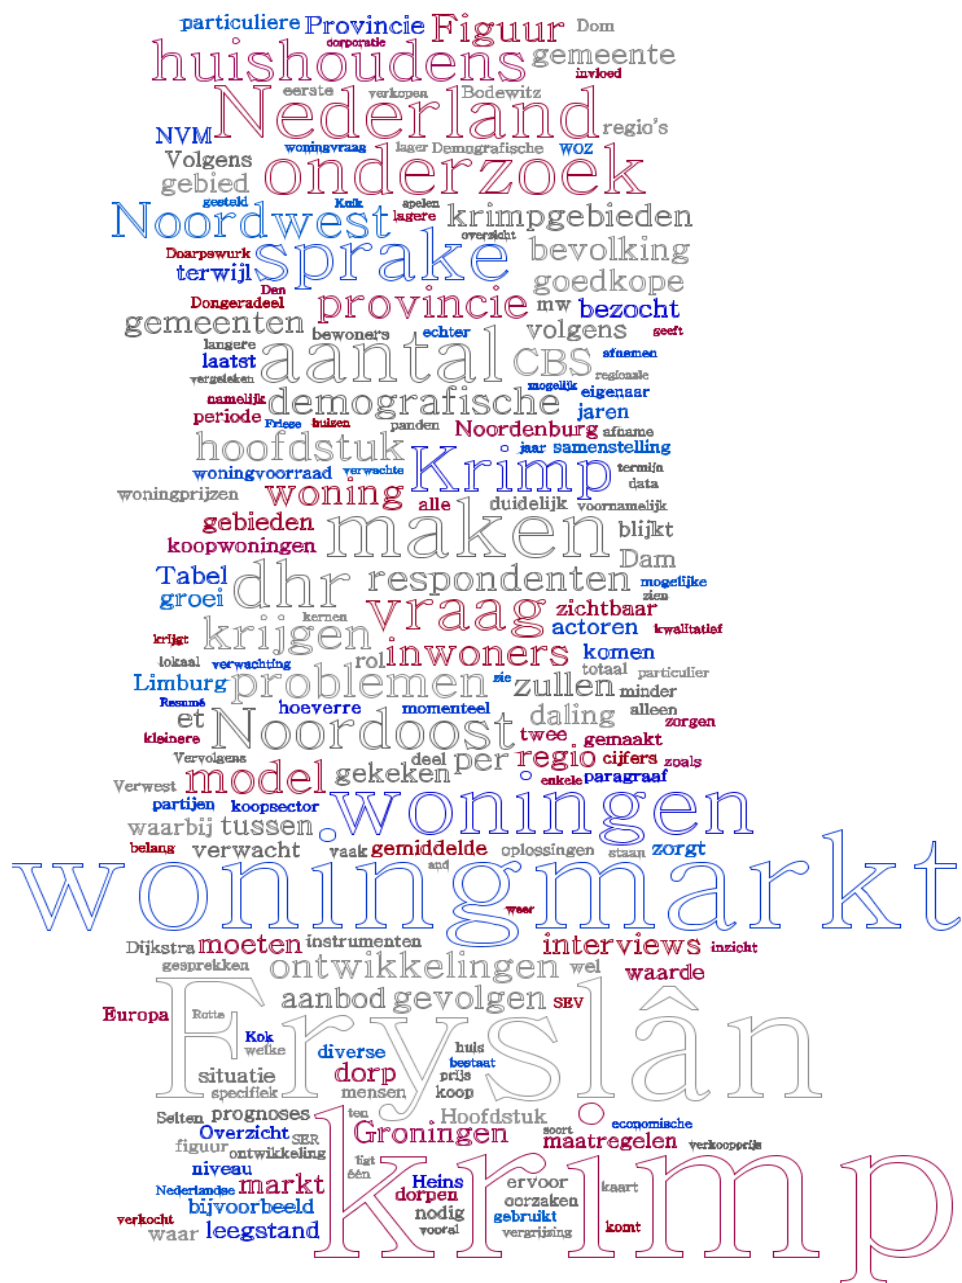 particuliere Provincie Figuur Dom
corporatie
huishoudens gemeente
invloed
eerste verkopen Bodewitz
Nederland regio's
NVM woningvraag lager Demografische WOZ
Volgens
gebied onderzoek
gesteld Kuik apelen
Noordwest lagere krimpgebieden
overzicht
Doarpswurk sprake bevolking
terwijl goedkope
Den
Dongeradeel provincie mw bezocht
gemeenten bewoners echter volgens geeft
langere
laatst aantal CBS afnemen
vergeleken regionale
mogelijk eigenaar
namelijk demografische jaren
periode Friese huizen panden Noordenburg afname
hoofdstuk jaar samenstelling
woningvoorraad verwachte Krimp termijn
data
woningprijzen woning alle duidelijk voornamelijk
gebieden maken blijkt
koopwoningen Dam
Tabel dhr respondenten mogelijke
groei zien
vraag zichtbaar
kernen
krijgt krijgen actoren kwalitatief
lokaal verwachting rol inwoners komen
totaal particulier
Limburg problemen zie zullen minder
Resumé hoeverre momenteel alleen
et Noordoost daling zorgen
kleinere twee gemaakt
Vervolgens deel per regio cijfers zoals
Verwest model gekeken enkele paragraaf
partijen koopsector woningen
waarbij tussen
belang verwacht vaak gemiddelde oplossingen staan zorgt
and
woningmarkt
weer
Dijkstra moeten instrumenten interviews inzicht
gesprekken ontwikkelingen wel waarde
aanbod gevolgen SEV
Europa Rotte Fryslân
Kok
welke diverse huis
bestaat
situatie dorp prijs
specifiek mensen koop
Selten prognoses ten Hoofdstuk economische
Overzicht SER Groningen soort maatregelen verkoopprijs
figuur ontwikkeling
niveau ligt
één
krimp
Nederlandse markt Heins ervoor kaart
bijvoorbeeld dorpen oorzaken
verkocht nodig gebruikt komt
waar leegstand vooral vergrijzing